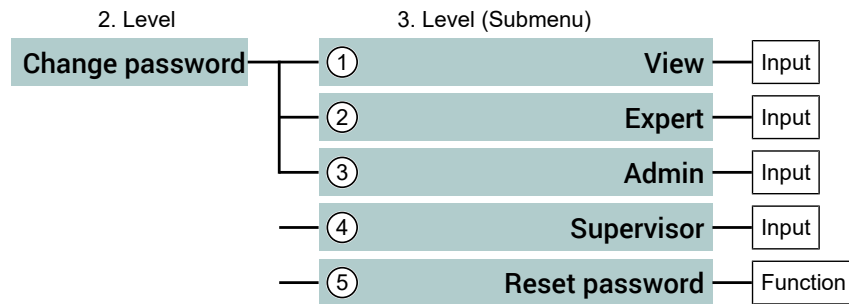 2. Level 3. Level (Submenu)
Change password 1 View Input
2 Expert Input
3 Admin Input
4 Supervisor Input
5 Reset password Function